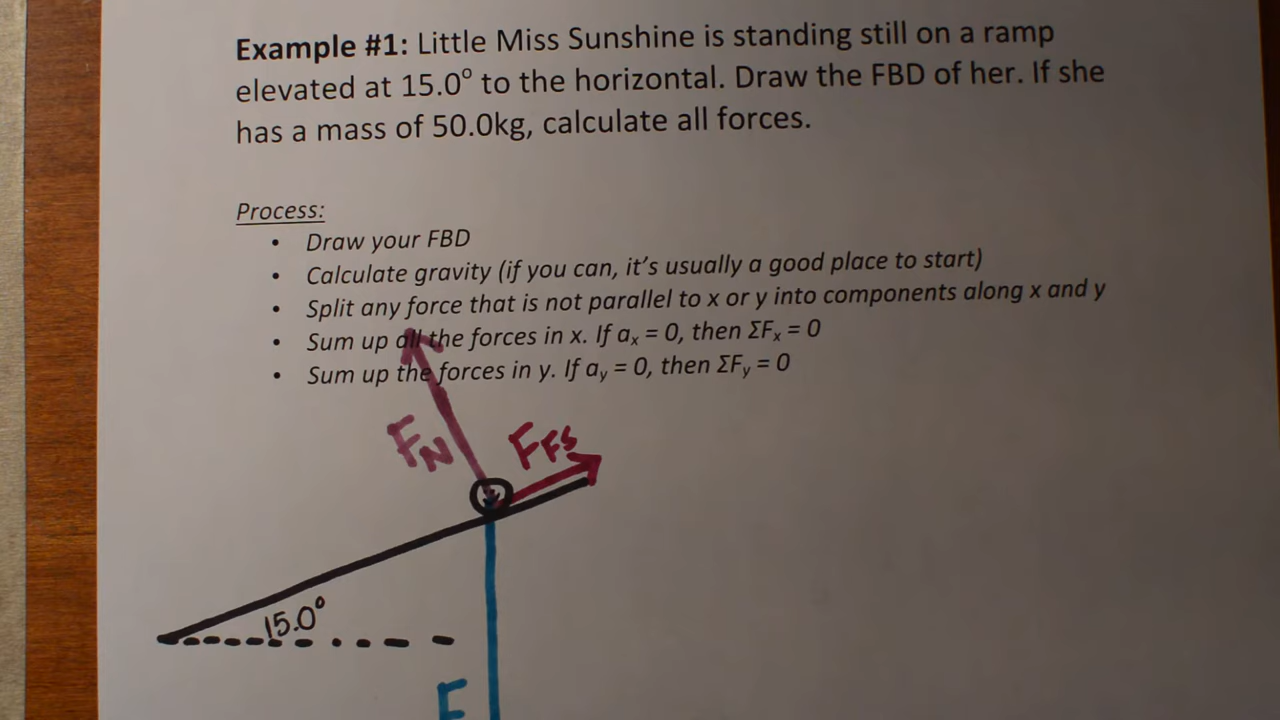 Example #1: Little Miss Sunshine is standing still on a ramp
elevated at 15.0° to the horizontal. Draw the FBD of her. If she
has a mass of 50.0kg, calculate all forces.
Process:
• Draw your FBD
• Calculate gravity (if you can, it's usually a good place to start)
• Split any force that is not parallel to x or y into components along x and y
• Sum up all the forces in x. If aₓ = 0, then ΣFₓ = 0
• Sum up the forces in y. If a_y = 0, then ΣF_y = 0
F_N
F_FS
15.0°
F